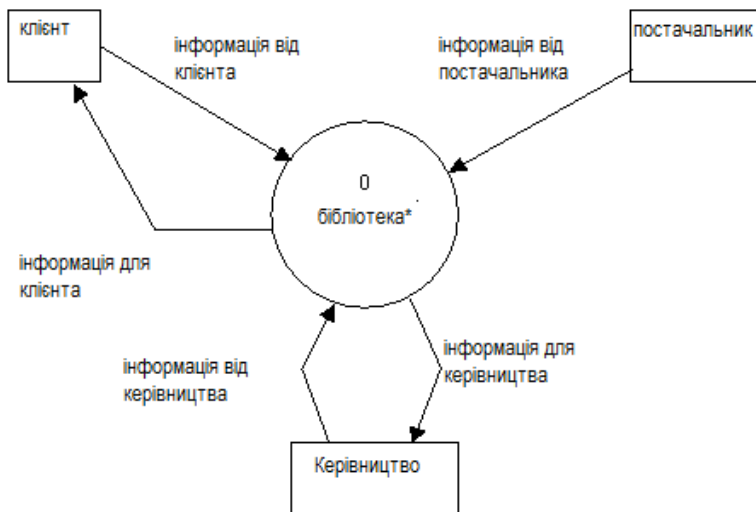 клієнт
інформація від
клієнта
інформація від
постачальника
постачальник
0
бібліотека*
інформація для
клієнта
інформація від
керівництва
інформація для
керівництва
Керівництво